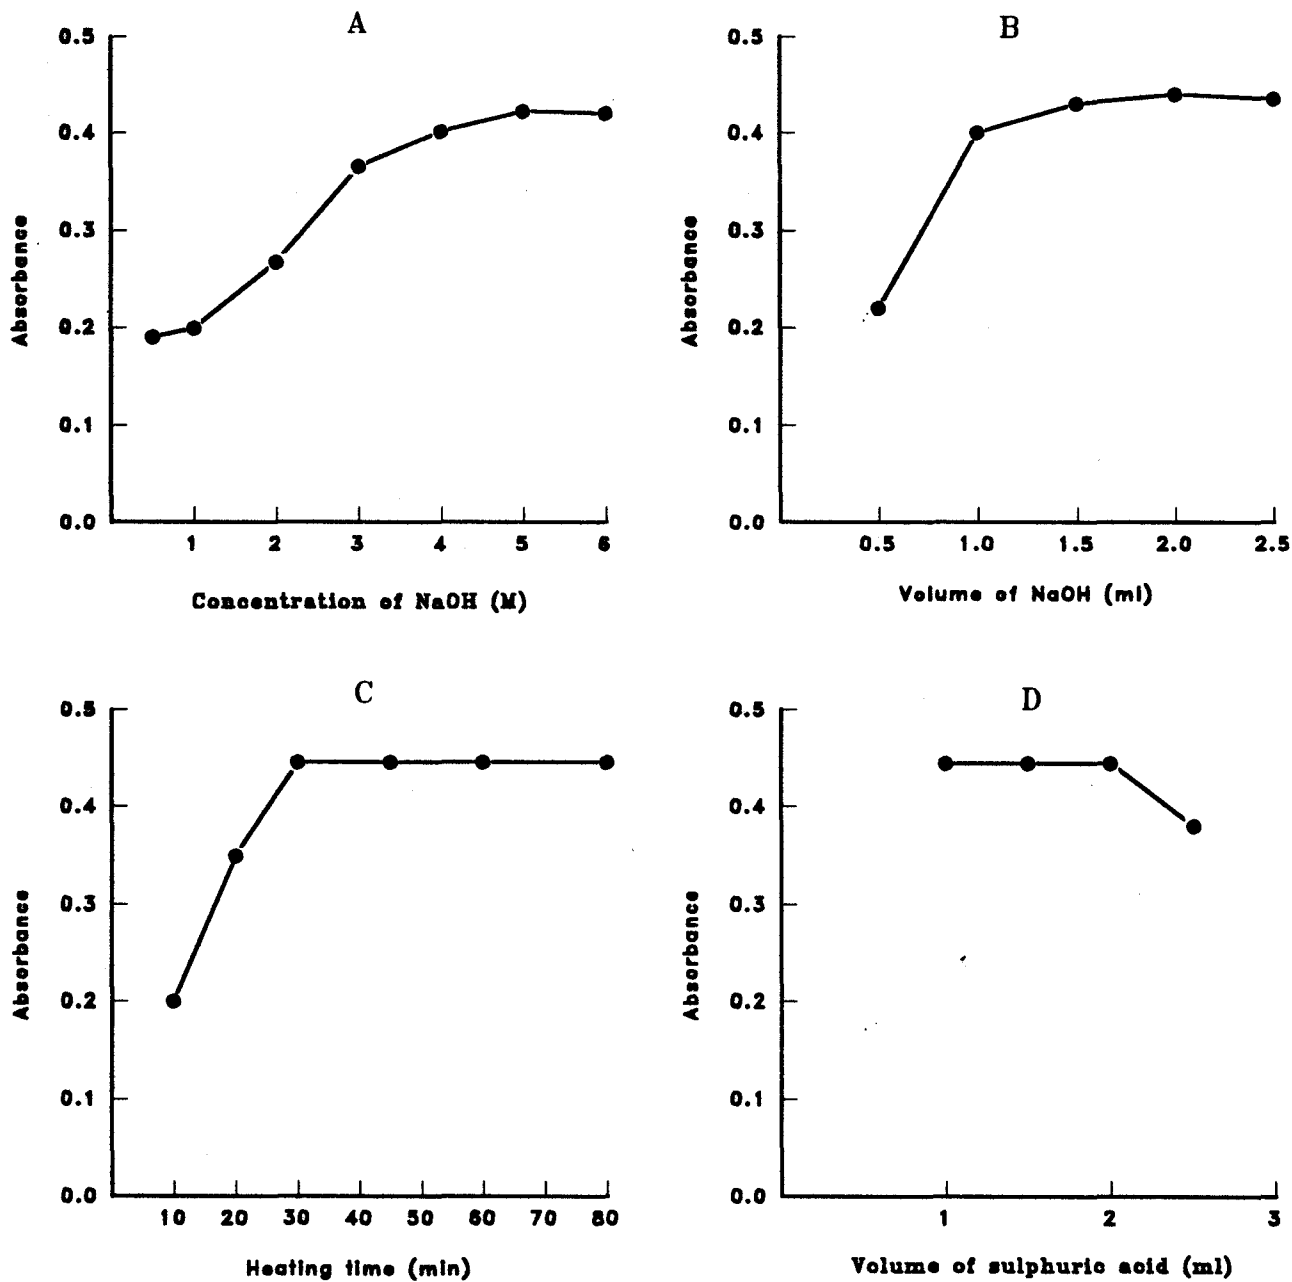 A
0.5
0.4
0.3
0.2
0.1
0.0
Absorbance
1 2 3 4 5 6
Concentration of NaOH (M)
B
0.5
0.4
0.3
0.2
0.1
0.0
Absorbance
0.5 1.0 1.5 2.0 2.5
Volume of NaOH (ml)
C
0.5
0.4
0.3
0.2
0.1
0.0
Absorbance
10 20 30 40 60 70 80
Heating time (min)
D
0.5
0.4
0.3
0.2
0.1
0.0
Absorbance
1 2 3
Volume of sulphuric acid (ml)